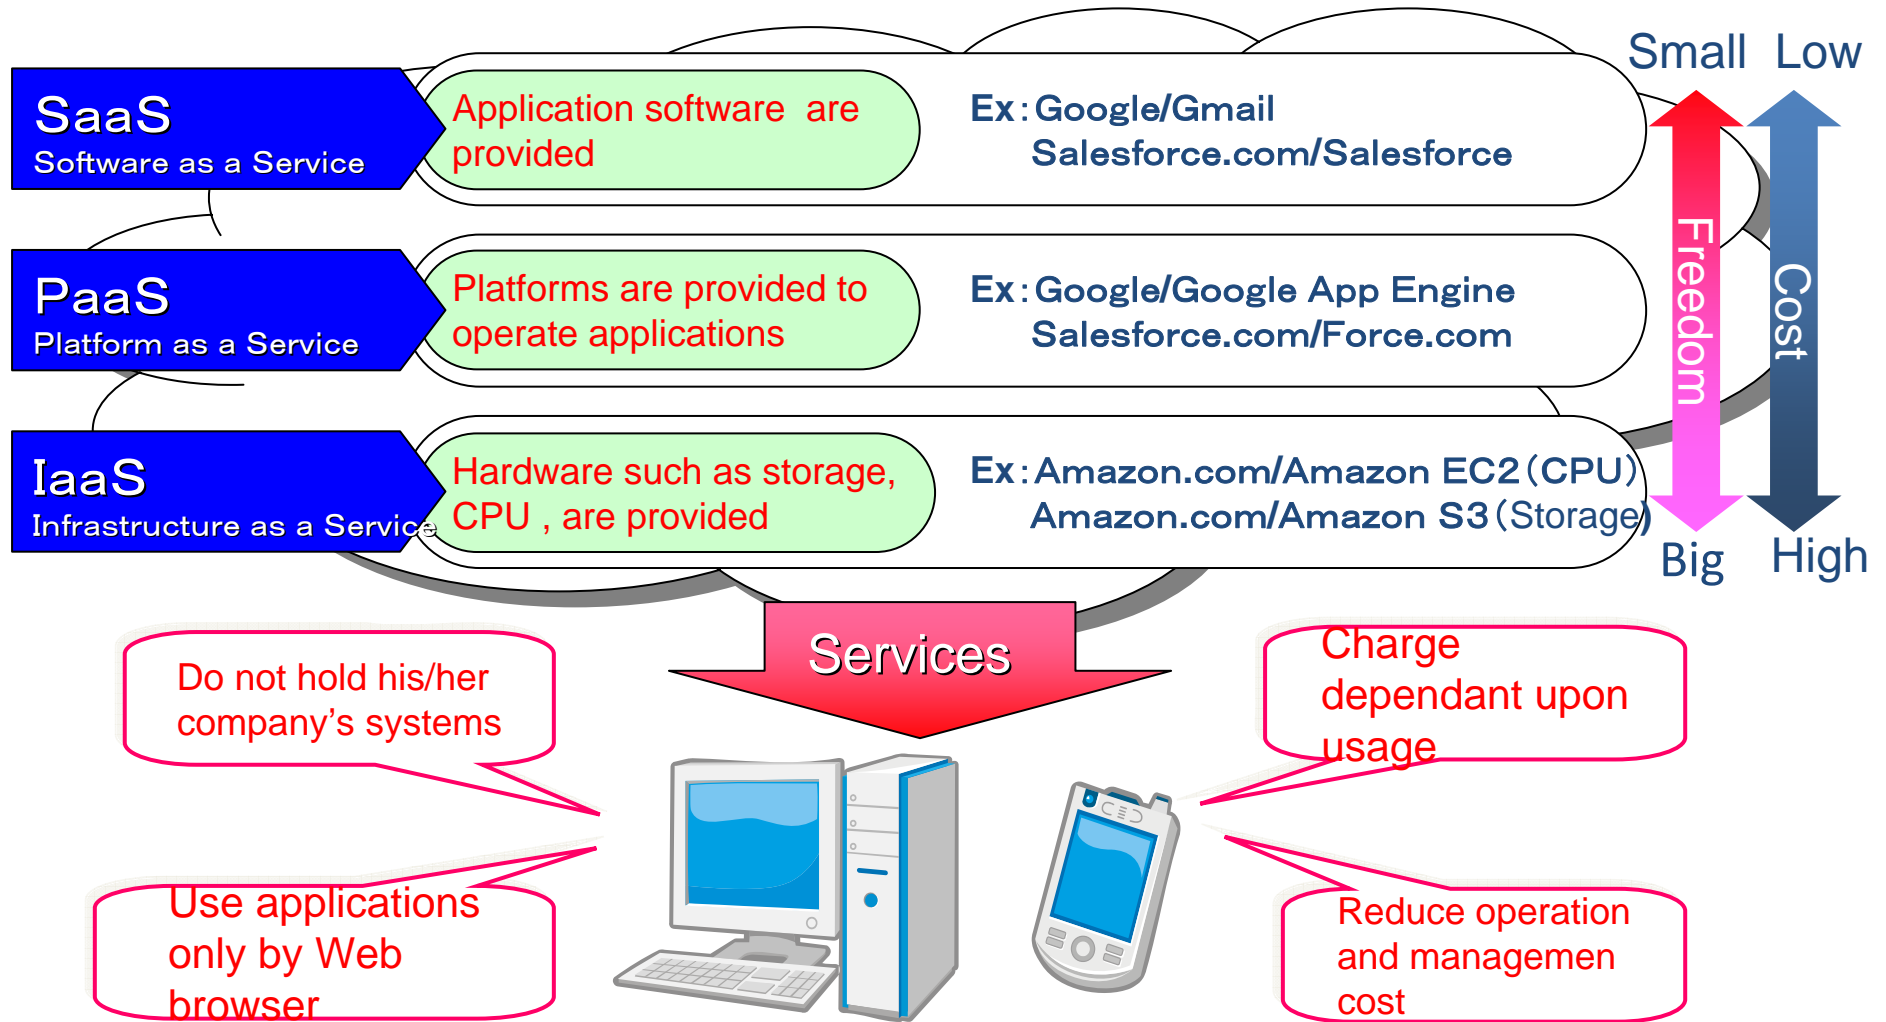 Small Low
SaaS
Software as a Service
Application software are
provided
Ex：Google/Gmail
Salesforce.com/Salesforce
PaaS
Platform as a Service
Platforms are provided to
operate applications
Ex：Google/Google App Engine
Salesforce.com/Force.com
IaaS
Infrastructure as a Service
Hardware such as storage,
CPU , are provided
Ex：Amazon.com/Amazon EC2（CPU）
Amazon.com/Amazon S3（Storage)
Freedom
Cost
Big High
Services
Do not hold his/her
company’s systems
Charge
dependant upon
usage
Use applications
only by Web
browser
Reduce operation
and managemen
cost